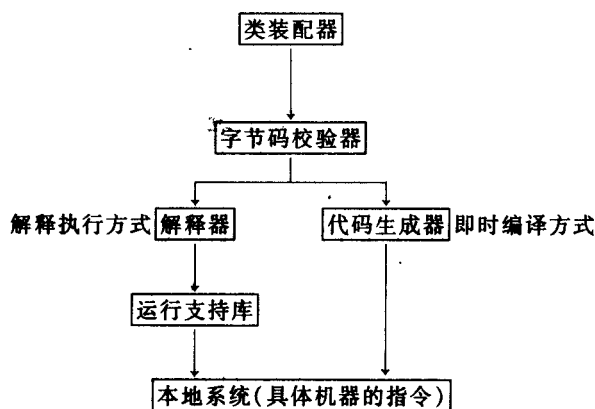 类装配器
字节码校验器
解释执行方式 解释器 代码生成器 即时编译方式
运行支持库
本地系统(具体机器的指令)